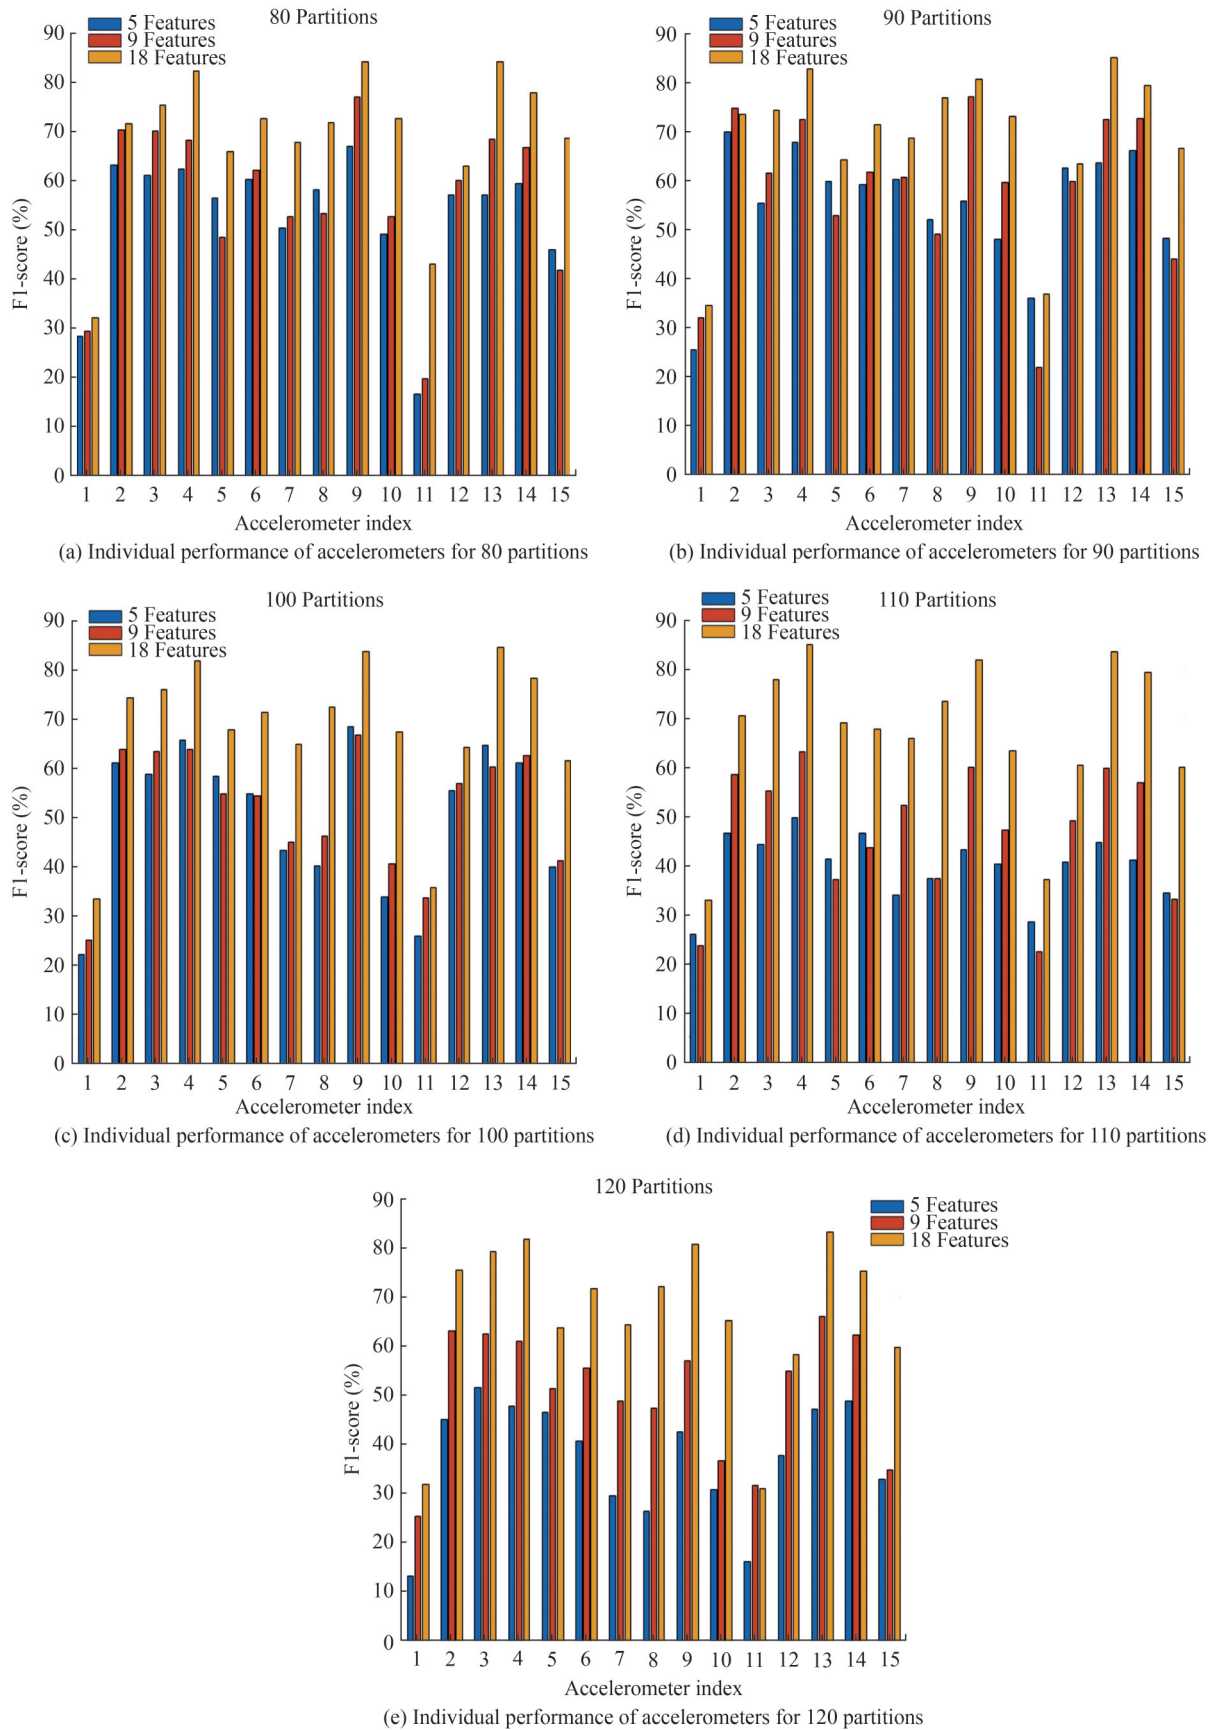 80 Partitions
5 Features
9 Features
18 Features
90
80
70
60
50
40
30
20
10
0
F1-score (%)
1 2 3 4 5 6 7 8 9 10 11 12 13 14 15
Accelerometer index
(a) Individual performance of accelerometers for 80 partitions
90 Partitions
5 Features
9 Features
18 Features
90
80
70
60
50
40
30
20
10
0
F1-score (%)
1 2 3 4 5 6 7 8 9 10 11 12 13 14 15
Accelerometer index
(b) Individual performance of accelerometers for 90 partitions
100 Partitions
5 Features
9 Features
18 Features
90
80
70
60
50
40
30
20
10
0
F1-score (%)
1 2 3 4 5 6 7 8 9 10 11 12 13 14 15
Accelerometer index
(c) Individual performance of accelerometers for 100 partitions
110 Partitions
5 Features
9 Features
18 Features
90
80
70
60
50
40
30
20
10
0
F1-score (%)
1 2 3 4 5 6 7 8 9 10 11 12 13 14 15
Accelerometer index
(d) Individual performance of accelerometers for 110 partitions
120 Partitions
5 Features
9 Features
18 Features
90
80
70
60
50
40
30
20
10
0
F1-score (%)
1 2 3 4 5 6 7 8 9 10 11 12 13 14 15
Accelerometer index
(e) Individual performance of accelerometers for 120 partitions